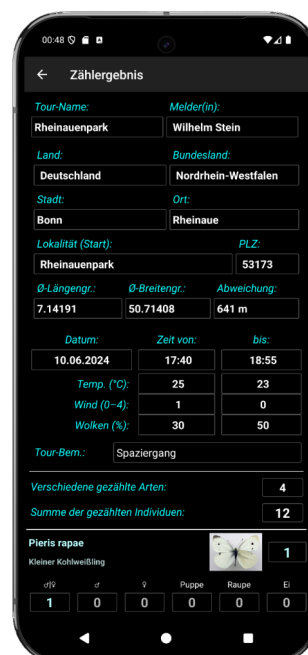 00:48
Zählergebnis
Tour-Name: Melder(in):
Rheinauenpark Wilhelm Stein
Land: Bundesland:
Deutschland Nordrhein-Westfalen
Stadt: Ort:
Bonn Rheinaue
Lokalität (Start): PLZ:
Rheinauenpark 53173
Ø-Längengr.: Ø-Breitengr.: Abweichung:
7.14191 50.71408 641 m
Datum: Zeit von: bis:
10.06.2024 17:40 18:55
Temp. (°C): 25 23
Wind (0–4): 1 0
Wolken (%): 30 50
Tour-Bem.: Spaziergang
Verschiedene gezählte Arten: 4
Summe der gezählten Individuen: 12
Pieris rapae 1
Kleiner Kohlweißling
♂|♀ ♂ ♀ Puppe Raupe Ei
1 0 0 0 0 0